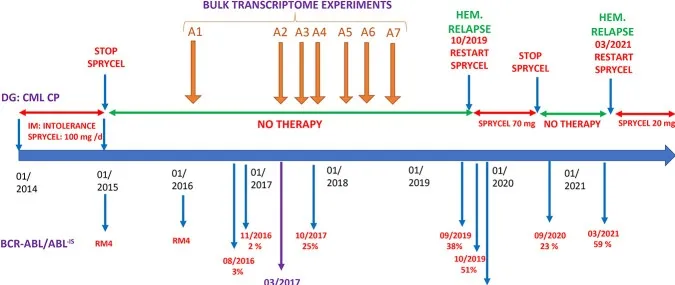 BULK TRANSCRIPTOME EXPERIMENTS
A1 A2 A3 A4 A5 A6 A7
HEM.
RELAPSE
10/2019
RESTART
SPRYCEL
HEM.
RELAPSE
03/2021
RESTART
SPRYCEL
STOP
SPRYCEL
STOP
SPRYCEL
DG: CML CP
IM: INTOLERANCE
SPRYCEL: 100 mg /d
NO THERAPY
SPRYCEL 70 mg
NO THERAPY
SPRYCEL 20 mg
01/
2014
01/
2015
01/
2016
01/
2017
01/
2018
01/
2019
01/
2020
01/
2021
BCR-ABL/ABL-IS
RM4
RM4
08/2016
3%
11/2016
2 %
03/2017
10/2017
25%
09/2019
38%
10/2019
51%
09/2020
23 %
03/2021
59 %